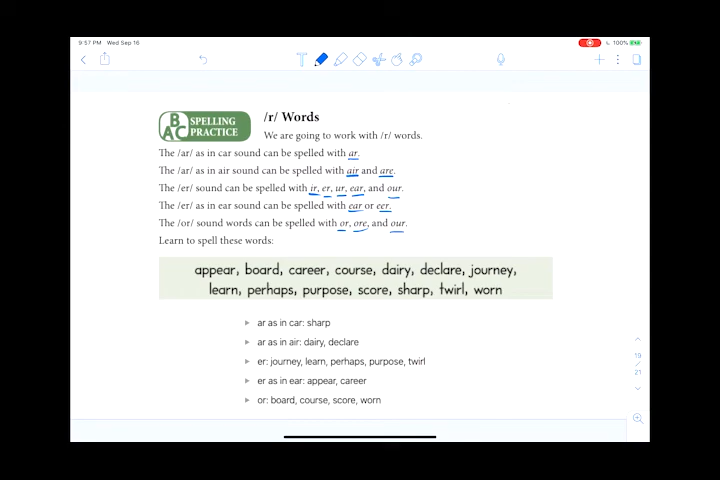 9:57 PM Wed Sep 16
100%
T
B
AC
SPELLING
PRACTICE
/r/ Words
We are going to work with /r/ words.
The /ar/ as in car sound can be spelled with ar.
The /ar/ as in air sound can be spelled with air and are.
The /er/ sound can be spelled with ir, er, ur, ear, and our.
The /er/ as in ear sound can be spelled with ear or eer.
The /or/ sound words can be spelled with or, ore, and our.
Learn to spell these words:
appear, board, career, course, dairy, declare, journey,
learn, perhaps, purpose, score, sharp, twirl, worn
ar as in car: sharp
ar as in air: dairy, declare
er: journey, learn, perhaps, purpose, twirl
er as in ear: appear, career
or: board, course, score, worn
19
/
21